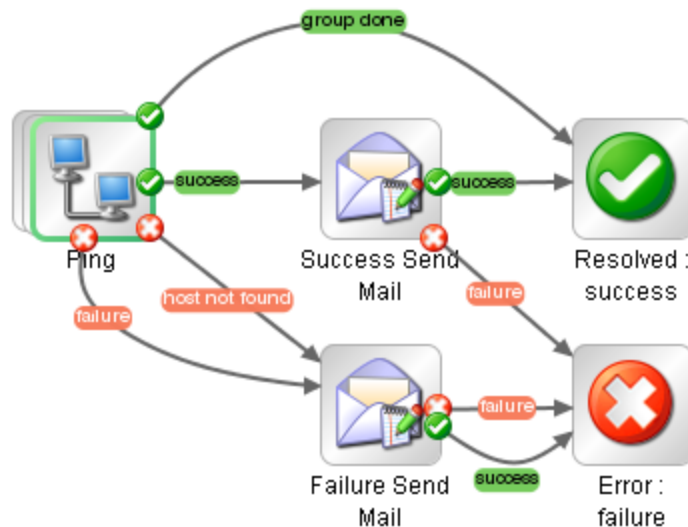 group done
success
success
Ping
Success Send
Mail
Resolved :
success
failure
host not found
failure
failure
success
Failure Send
Mail
Error :
failure